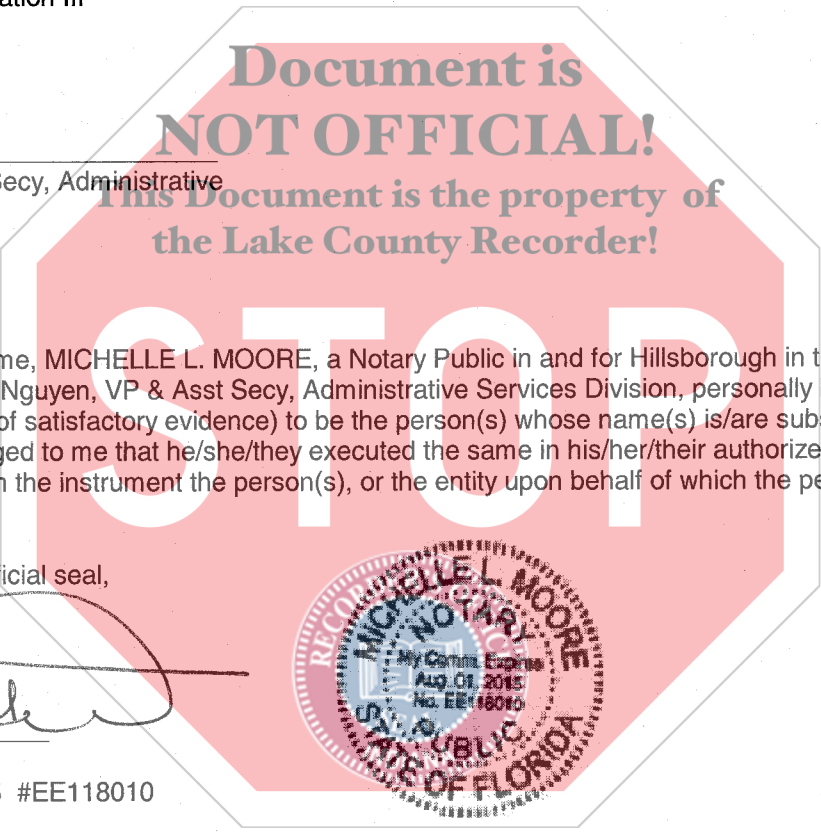 ation III
Document is
NOT OFFICIAL!
Secy, Administrative
This Document is the property of
the Lake County Recorder!
STOP
me, MICHELLE L. MOORE, a Notary Public in and for Hillsborough in t
Nguyen, VP & Asst Secy, Administrative Services Division, personally
of satisfactory evidence) to be the person(s) whose name(s) is/are subs
ged to me that he/she/they executed the same in his/her/their authorize
n the instrument the person(s), or the entity upon behalf of which the pe
icial seal,
MICHELLE L. MOORE
NOTARY
My Comm. Expires
Aug. 01, 2015
No. EE118010
PUBLIC
STATE OF FLORIDA
SEAL
INDIANA
#EE118010